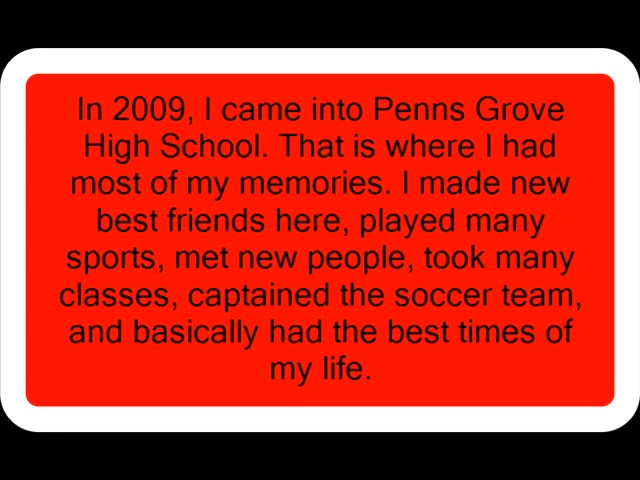 In 2009, I came into Penns Grove
High School. That is where I had
most of my memories. I made new
best friends here, played many
sports, met new people, took many
classes, captained the soccer team,
and basically had the best times of
my life.